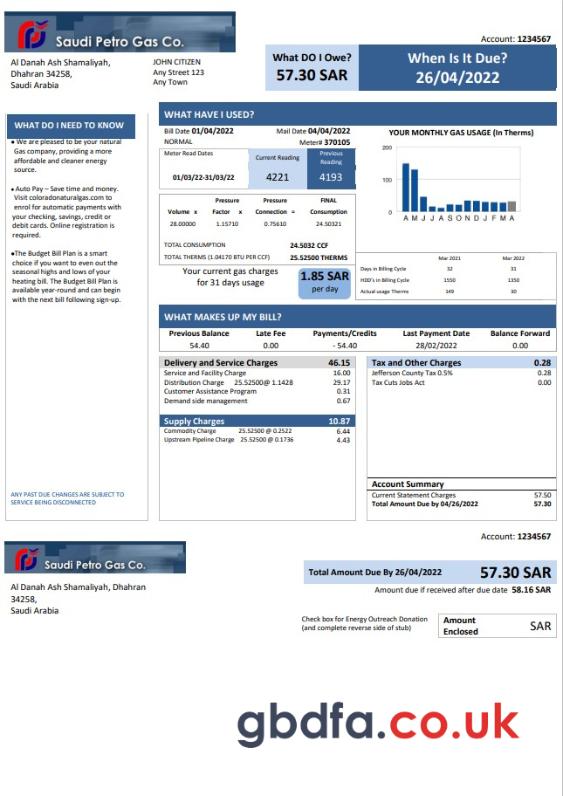 Saudi Petro Gas Co.
Al Danah Ash Shamaliyah,
Dhahran 34258,
Saudi Arabia
JOHN CITIZEN
Any Street 123
Any Town
Account: 1234567
What DO I Owe?
57.30 SAR
When Is It Due?
26/04/2022
WHAT DO I NEED TO KNOW
• We are pleased to be your natural
Gas company, providing a more
affordable and cleaner energy
source.
• Auto Pay – Save time and money.
Visit coloradonaturalgas.com to
enrol for automatic payments with
your checking, savings, credit or
debit cards. Online registration is
required.
•The Budget Bill Plan is a smart
choice if you want to even out the
seasonal highs and lows of your
heating bill. The Budget Bill Plan is
available year-round and can begin
with the next bill following sign-up.
ANY PAST DUE CHANGES ARE SUBJECT TO
SERVICE BEING DISCONNECTED
WHAT HAVE I USED?
Bill Date 01/04/2022 Mail Date 04/04/2022
NORMAL Meter# 370105
Meter Read Dates Current Reading Previous Reading
01/03/22-31/03/22 4221 4193
Volume x Pressure Factor x Pressure Connection = FINAL Consumption
28.00000 1.15710 0.75610 24.50321
TOTAL CONSUMPTION 24.5032 CCF
TOTAL THERMS (1.04170 BTU PER CCF) 25.52500 THERMS
Your current gas charges
for 31 days usage
1.85 SAR
per day
YOUR MONTHLY GAS USAGE (In Therms)
200
100
0
A M J J A S O N D J F M A
Mar 2021 Mar 2022
Days in Billing Cycle 32 31
HDD's in Billing Cycle 1550 1350
Actual usage Therms 149 30
WHAT MAKES UP MY BILL?
Previous Balance Late Fee Payments/Credits Last Payment Date Balance Forward
54.40 0.00 - 54.40 28/02/2022 0.00
Delivery and Service Charges 46.15
Service and Facility Charge 16.00
Distribution Charge 25.52500@ 1.1428 29.17
Customer Assistance Program 0.31
Demand side management 0.67
Supply Charges 10.87
Commodity Charge 25.52500@ 0.2522 6.44
Upstream Pipeline Charge 25.52500@ 0.1736 4.43
Tax and Other Charges 0.28
Jefferson County Tax 0.5% 0.28
Tax Cuts Jobs Act 0.00
Account Summary
Current Statement Charges 57.50
Total Amount Due by 04/26/2022 57.30
Account: 1234567
Saudi Petro Gas Co.
Al Danah Ash Shamaliyah, Dhahran
34258,
Saudi Arabia
Total Amount Due By 26/04/2022 57.30 SAR
Amount due if received after due date 58.16 SAR
Check box for Energy Outreach Donation
(and complete reverse side of stub)
Amount
Enclosed
SAR
gbdfa.co.uk